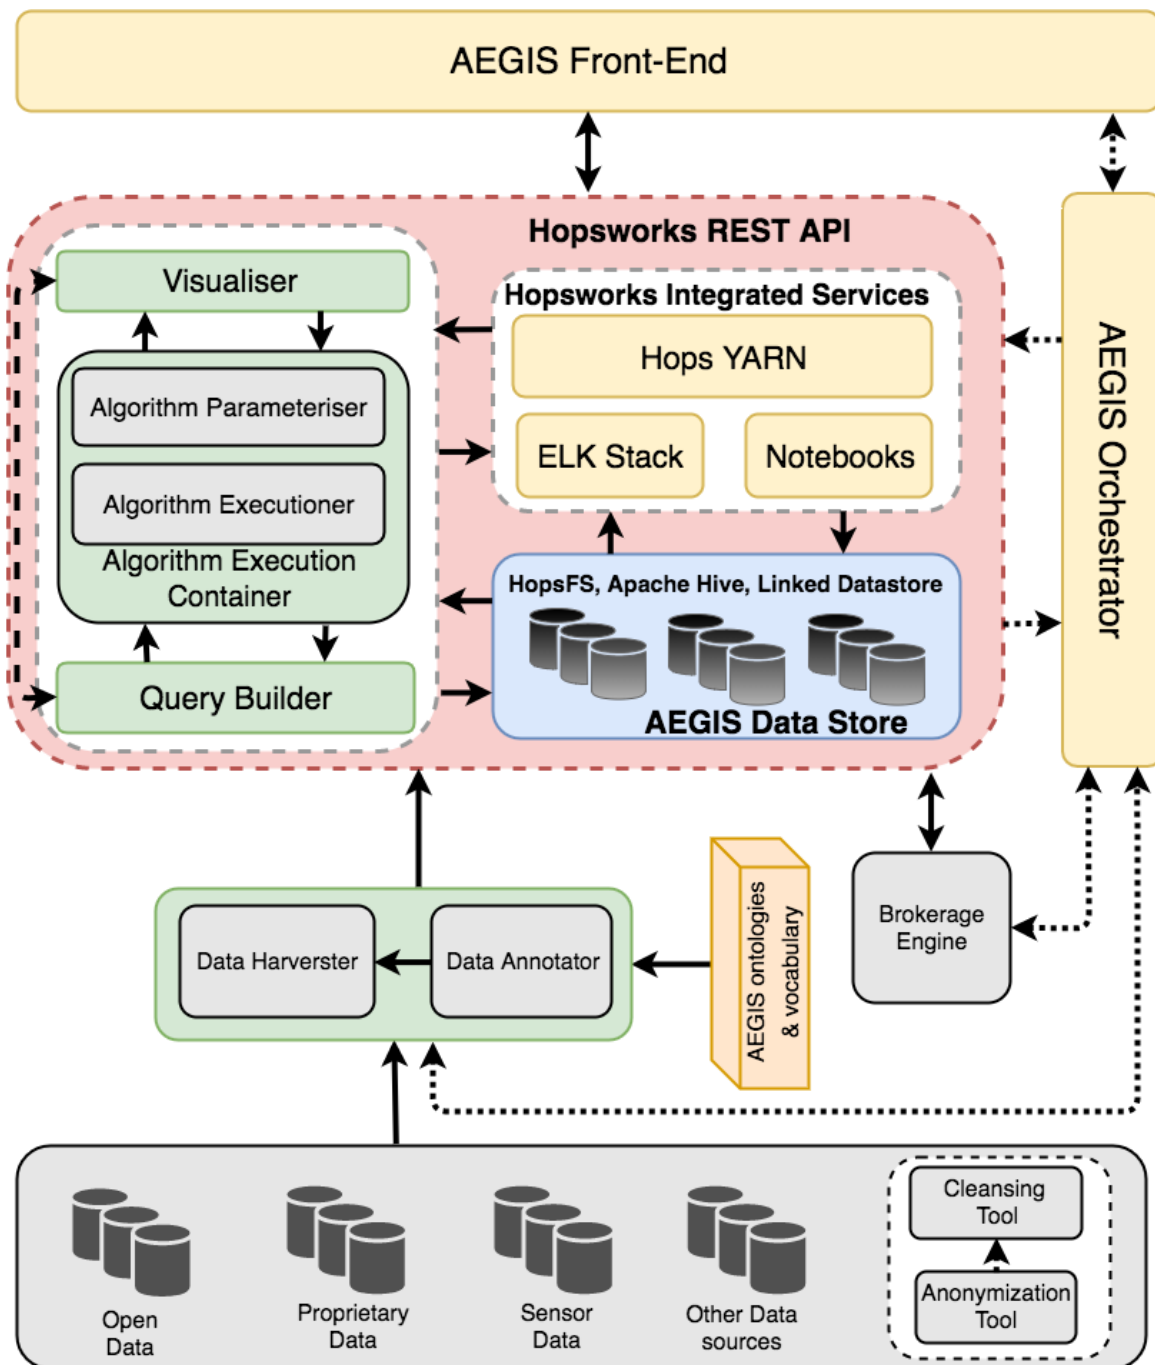 AEGIS Front-End
Hopsworks REST API
Visualiser
Algorithm Parameteriser
Algorithm Executioner
Algorithm Execution
Container
Query Builder
Hopsworks Integrated Services
Hops YARN
ELK Stack
Notebooks
HopsFS, Apache Hive, Linked Datastore
AEGIS Data Store
AEGIS Orchestrator
Data Harverster
Data Annotator
AEGIS ontologies
& vocabulary
Brokerage
Engine
Open
Data
Proprietary
Data
Sensor
Data
Other Data
sources
Cleansing
Tool
Anonymization
Tool